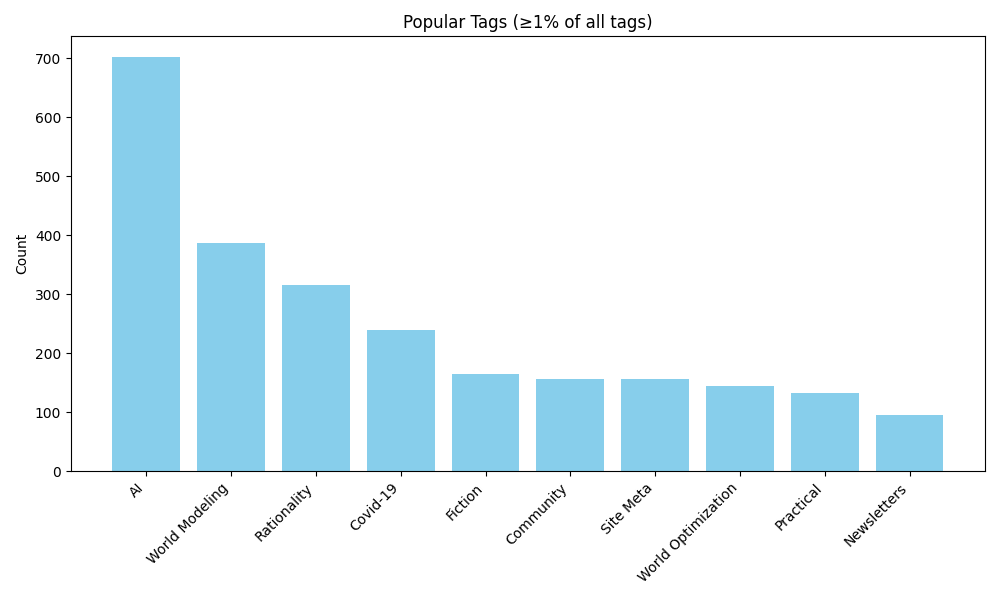 Popular Tags (≥1% of all tags)
Count
700
600
500
400
300
200
100
0
AI
World Modeling
Rationality
Covid-19
Fiction
Community
Site Meta
World Optimization
Practical
Newsletters